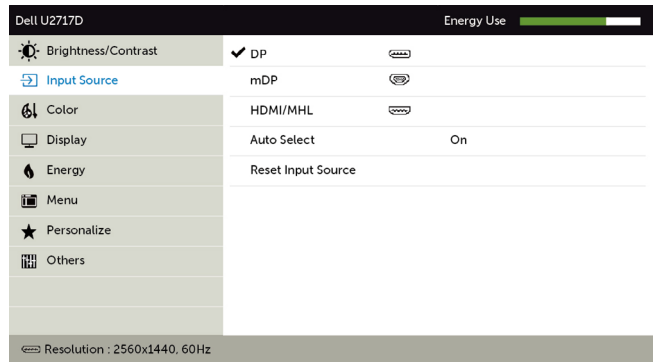 Dell U2717D Energy Use
Brightness/Contrast
Input Source
Color
Display
Energy
Menu
Personalize
Others
DP
mDP
HDMI/MHL
Auto Select On
Reset Input Source
Resolution : 2560x1440, 60Hz